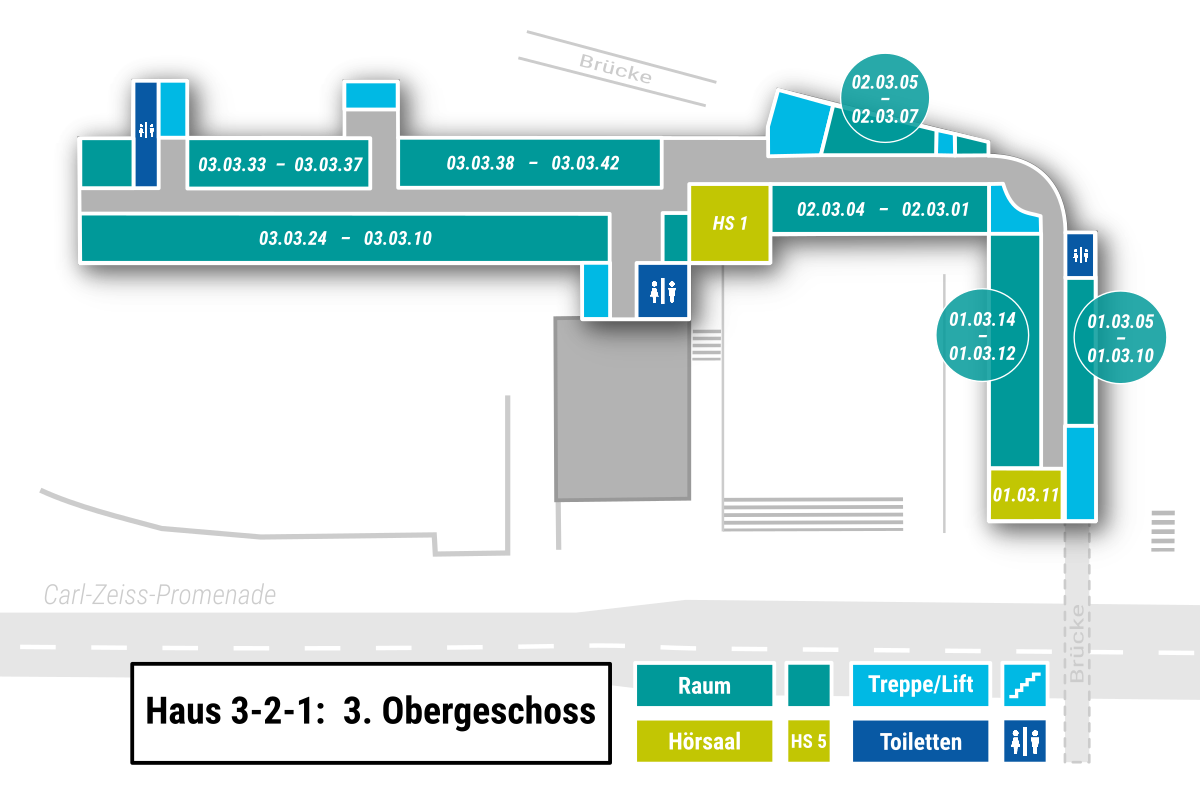 Brücke
02.03.05
–
02.03.07
03.03.33 – 03.03.37
03.03.38 – 03.03.42
HS 1
02.03.04 – 02.03.01
03.03.24 – 03.03.10
01.03.14
–
01.03.12
01.03.05
–
01.03.10
01.03.11
Carl-Zeiss-Promenade
Brücke
Haus 3-2-1: 3. Obergeschoss
Raum
Treppe/Lift
Hörsaal
HS 5
Toiletten